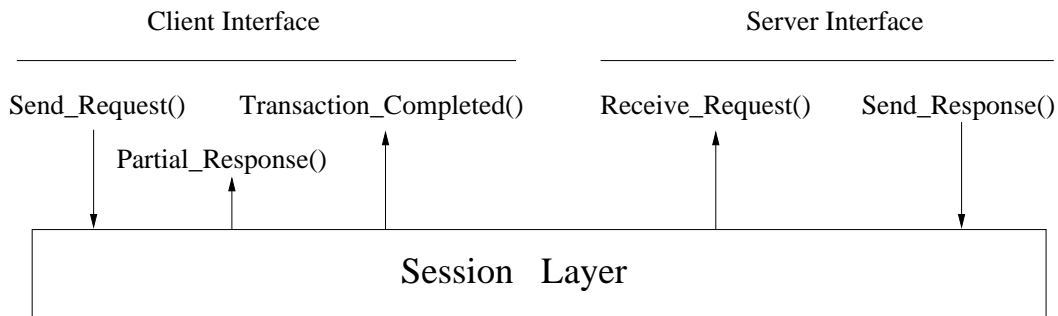 Client Interface
Server Interface
Send_Request()
Transaction_Completed()
Receive_Request()
Send_Response()
Partial_Response()
Session Layer